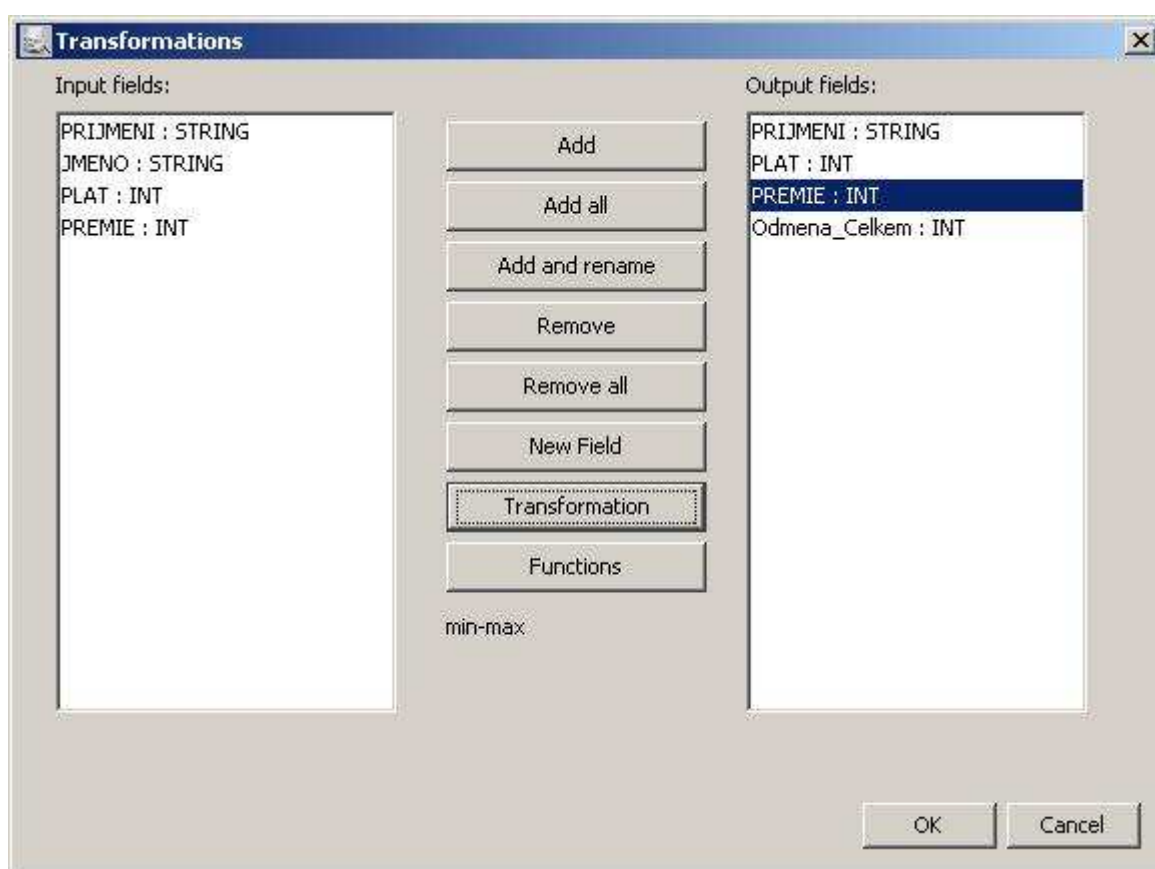 Transformations
Input fields:
PRIJMENI : STRING
JMENO : STRING
PLAT : INT
PREMIE : INT
Add
Add all
Add and rename
Remove
Remove all
New Field
Transformation
Functions
min-max
Output fields:
PRIJMENI : STRING
PLAT : INT
PREMIE : INT
Odmena_Celkem : INT
OK
Cancel